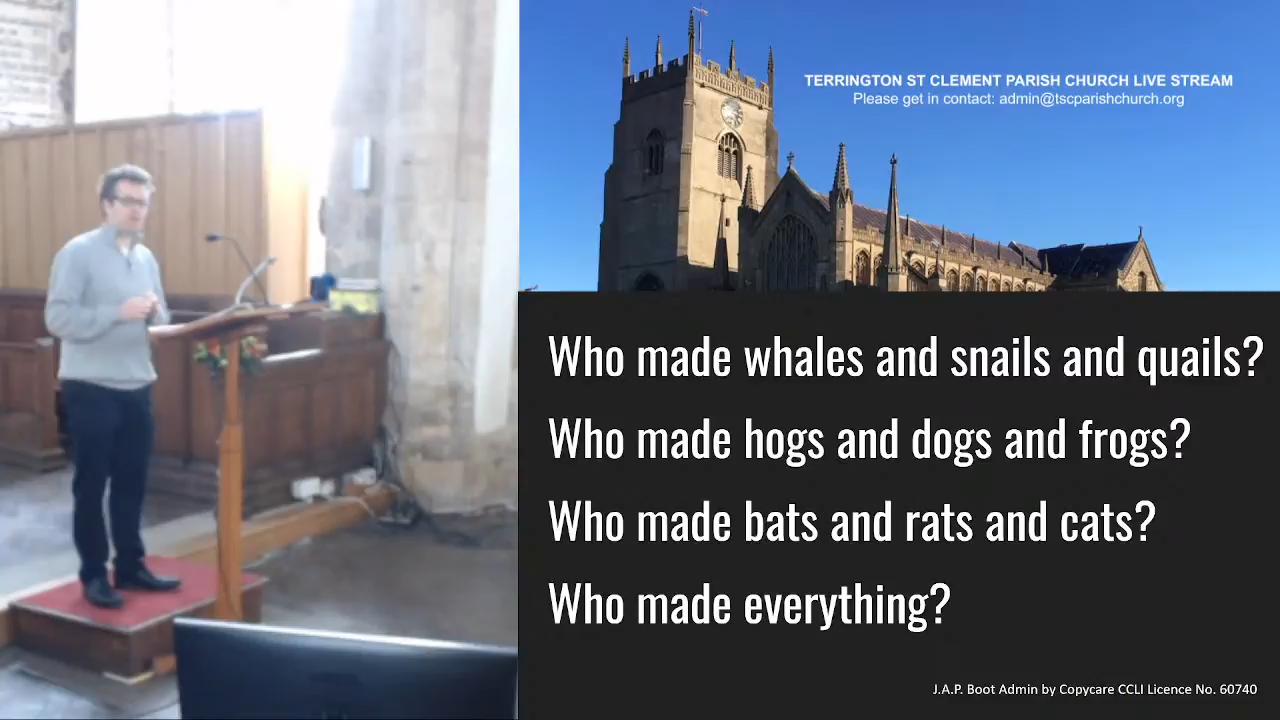 TERRINGTON ST CLEMENT PARISH CHURCH LIVE STREAM
Please get in contact: admin@tscparishchurch.org
Who made whales and snails and quails?
Who made hogs and dogs and frogs?
Who made bats and rats and cats?
Who made everything?
J.A.P. Boot Admin by Copycare CCLI Licence No. 60740